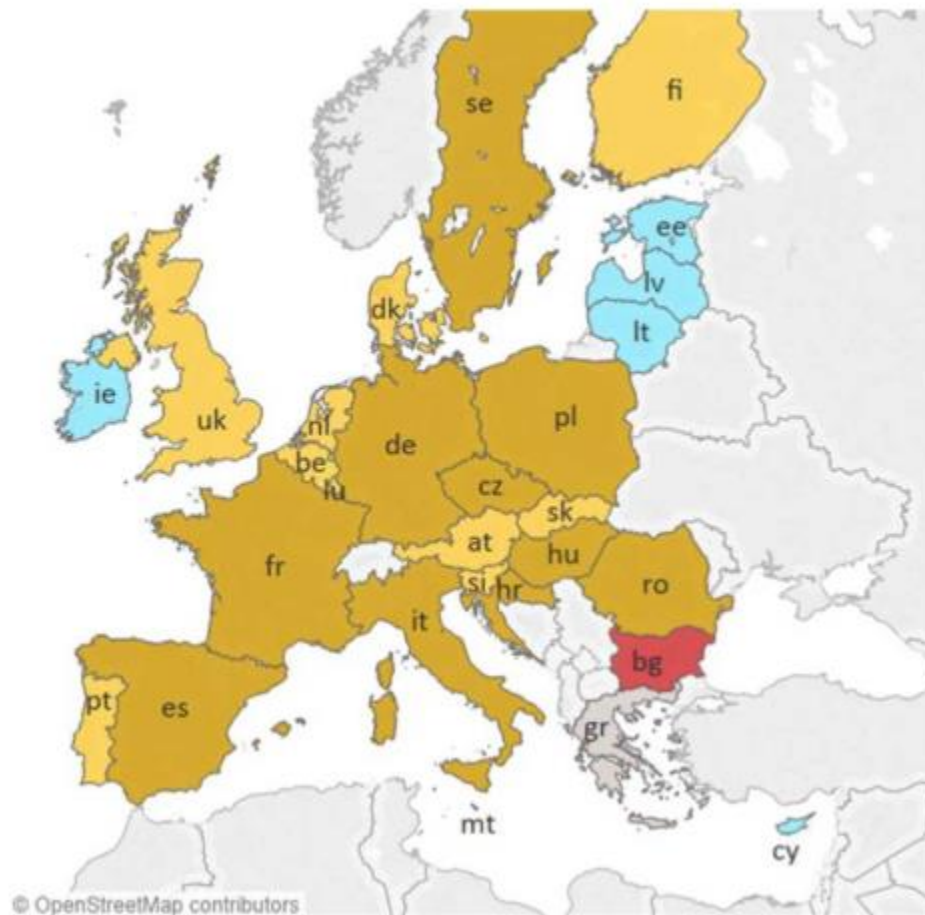 se
fi
ee
lv
lt
dk
ie
uk
nl
be
lu
de
pl
cz
sk
at
hu
fr
si
hr
ro
it
bg
pt
es
gr
mt
cy
© OpenStreetMap contributors